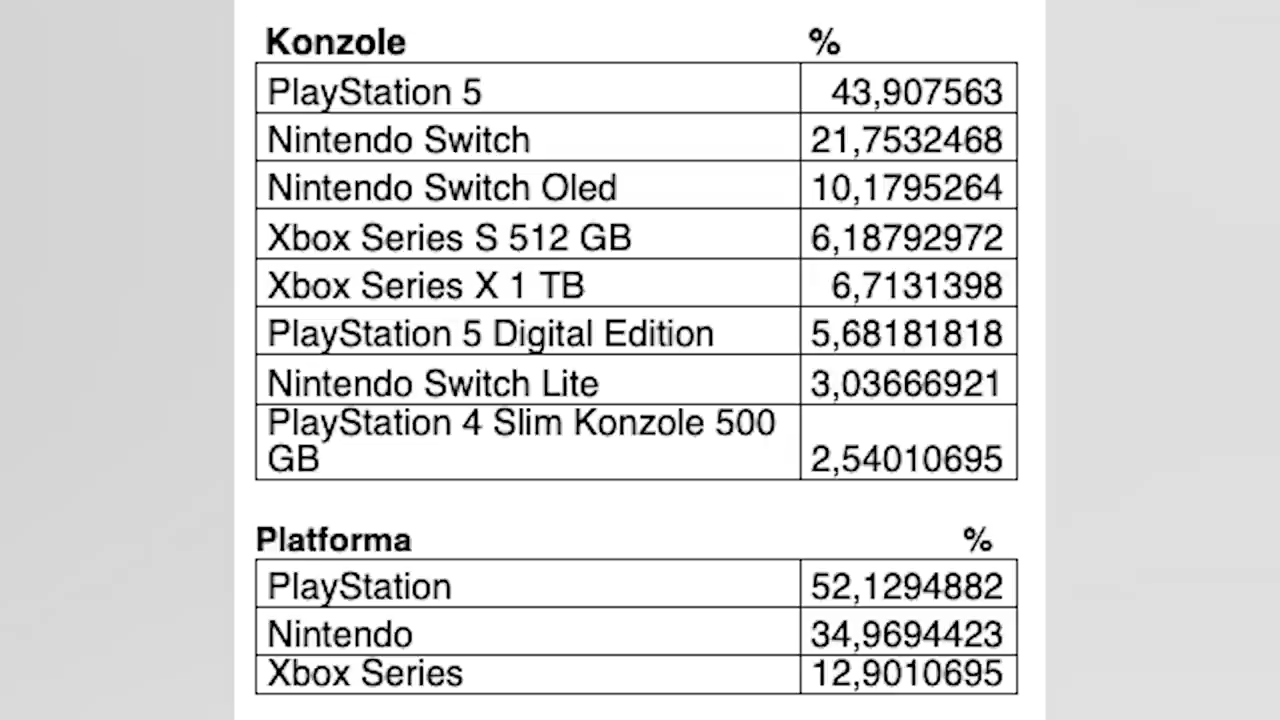 Konzole %
PlayStation 5 43,907563
Nintendo Switch 21,7532468
Nintendo Switch Oled 10,1795264
Xbox Series S 512 GB 6,18792972
Xbox Series X 1 TB 6,7131398
PlayStation 5 Digital Edition 5,68181818
Nintendo Switch Lite 3,03666921
PlayStation 4 Slim Konzole 500
GB 2,54010695
Platforma %
PlayStation 52,1294882
Nintendo 34,9694423
Xbox Series 12,9010695